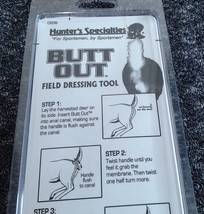 Hunter's Specialties
"For Sportsmen, by Sportsmen"
BUTT
OUT
FIELD DRESSING TOOL
STEP 1:
Lay the harvested deer on
its side. Insert Butt Out™
into anal canal, making sure
the handle is flush against
the canal.
Handle
flush
to canal
STEP 2:
Twist handle until you
feel it grab the
membrane. Then twist
one half turn more.
STEP 3: